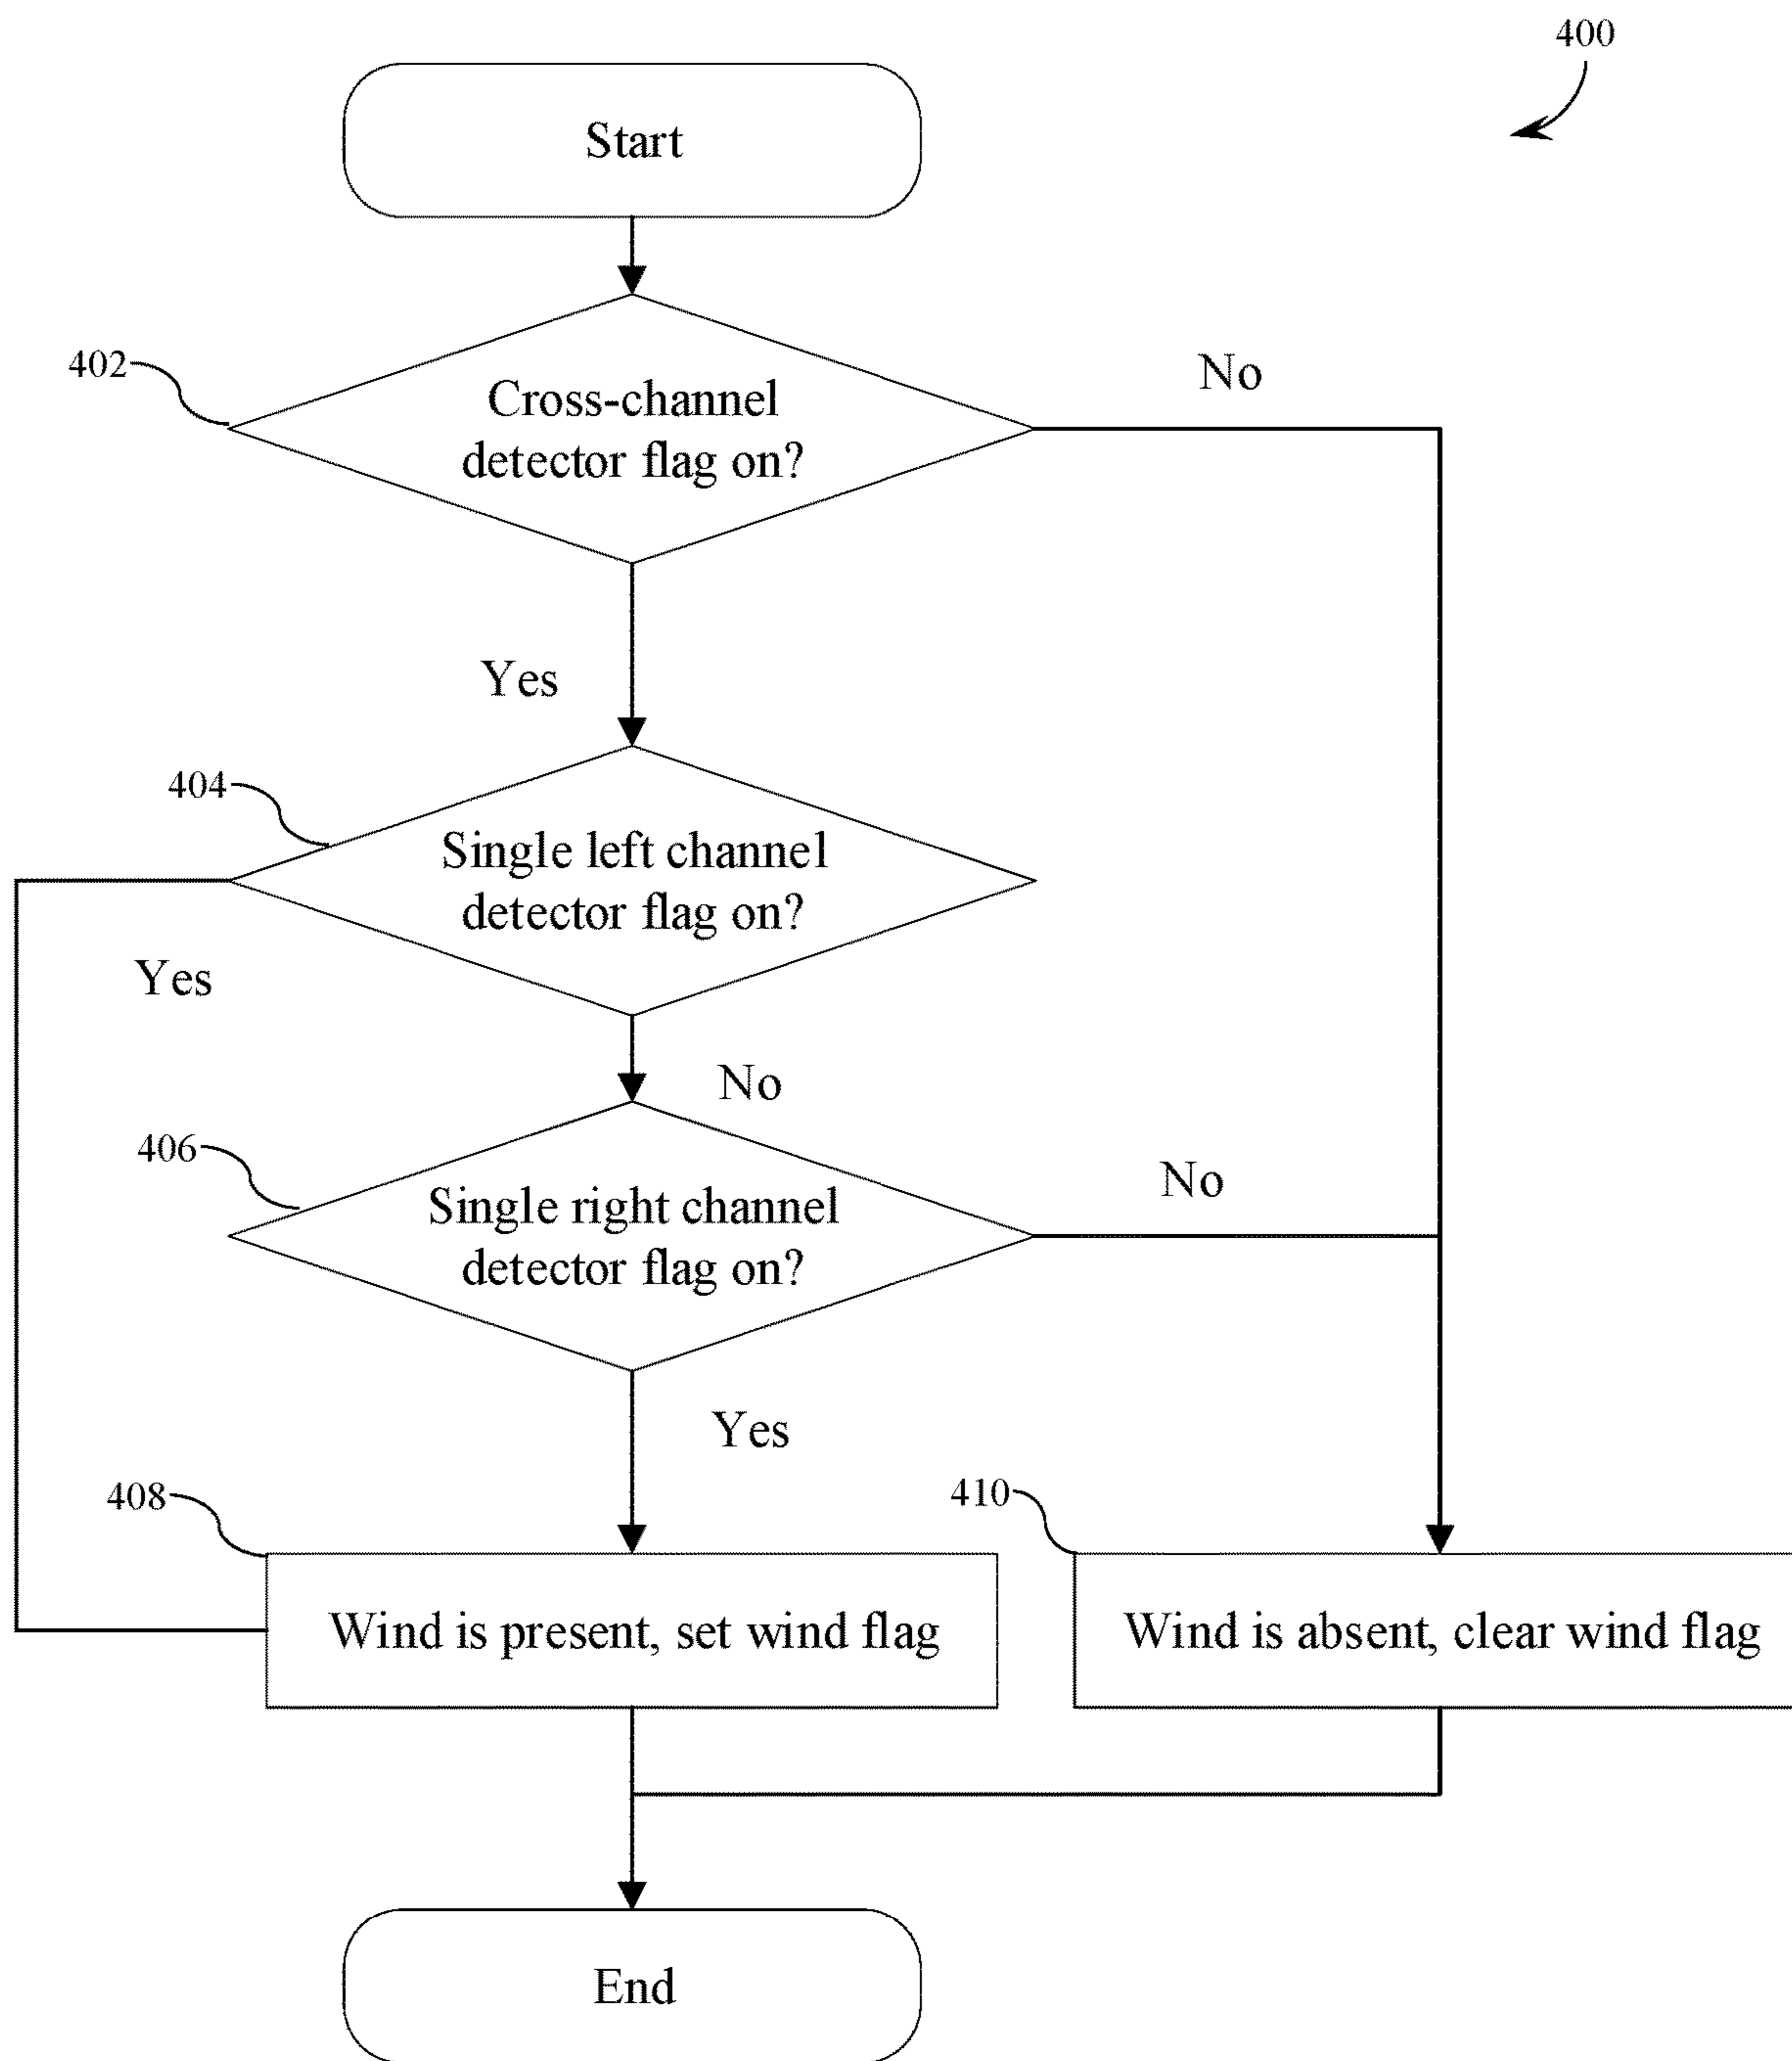 400
Start
402
Cross-channel
detector flag on?
No
Yes
404
Single left channel
detector flag on?
Yes
No
406
Single right channel
detector flag on?
No
Yes
408
Wind is present, set wind flag
410
Wind is absent, clear wind flag
End